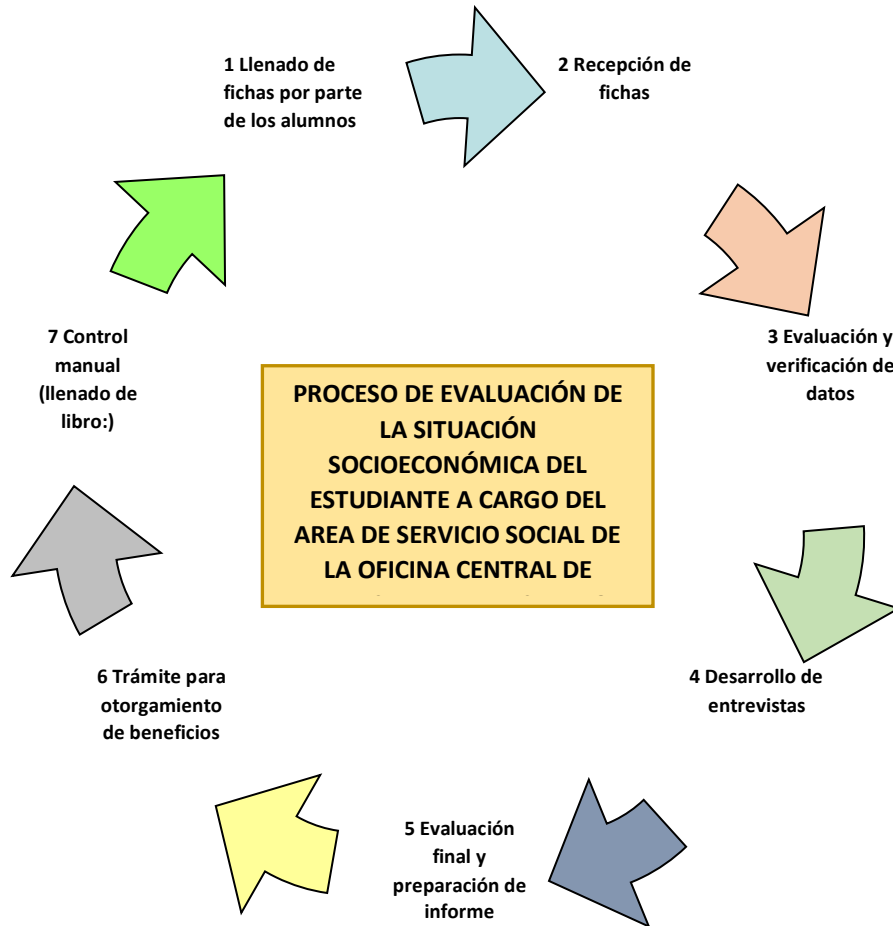 1 Llenado de
fichas por parte
de los alumnos
2 Recepción de
fichas
3 Evaluación y
verificación de
datos
4 Desarrollo de
entrevistas
5 Evaluación
final y
preparación de
informe
6 Trámite para
otorgamiento
de beneficios
7 Control
manual
(llenado de
libro:)
PROCESO DE EVALUACIÓN DE
LA SITUACIÓN
SOCIOECONÓMICA DEL
ESTUDIANTE A CARGO DEL
AREA DE SERVICIO SOCIAL DE
LA OFICINA CENTRAL DE